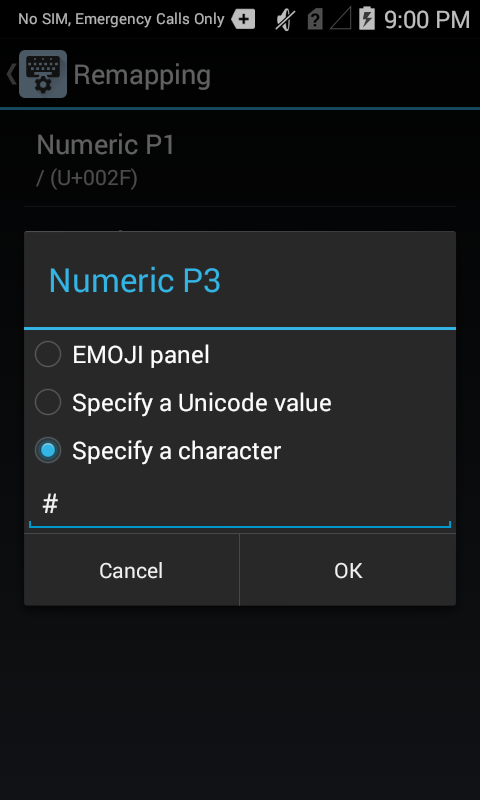 No SIM, Emergency Calls Only 9:00 PM
Remapping
Numeric P1
/ (U+002F)
Numeric P3
EMOJI panel
Specify a Unicode value
Specify a character
#
Cancel OK